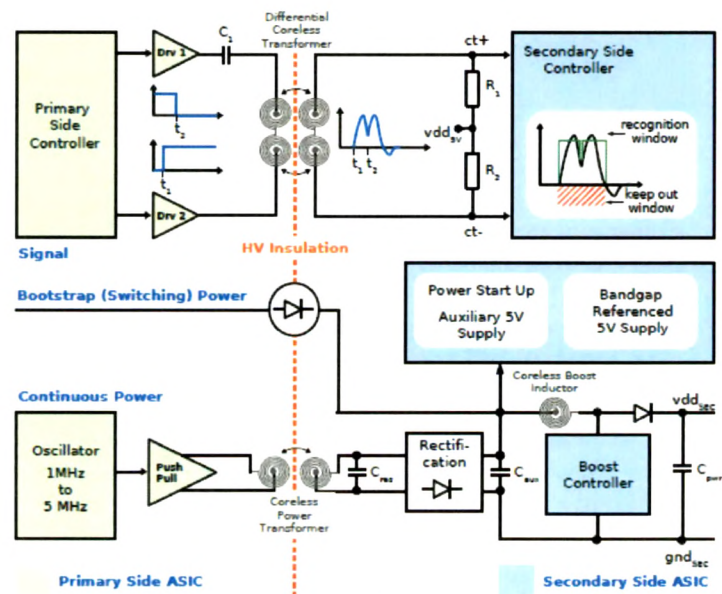 Differential
Coreless
Transformer
Drv 1
C1
ct+
Secondary Side
Controller
Primary
Side
Controller
t2
t1
t1 t2
R1
vdd5V
R2
recognition
window
keep out
window
Drv 2
ct-
Signal
HV Insulation
Bootstrap (Switching) Power
Power Start Up
Auxiliary 5V
Supply
Bandgap
Referenced
5V Supply
Continuous Power
Coreless Boost
Inductor
vddSec
Oscillator
1MHz
to
5 MHz
Push
Pull
Coreless
Power
Transformer
Cres
Rectifi-
cation
Caux
Boost
Controller
Cpwr
gndSec
Primary Side ASIC
Secondary Side ASIC